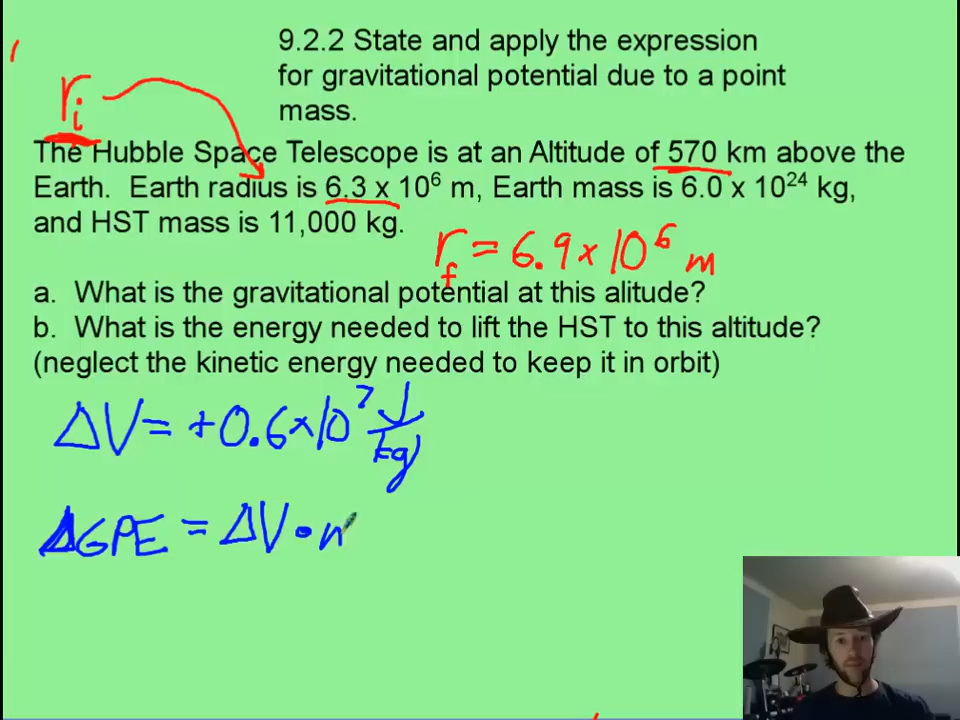 9.2.2 State and apply the expression
for gravitational potential due to a point
mass.
rᵢ
The Hubble Space Telescope is at an Altitude of 570 km above the
Earth. Earth radius is 6.3 x 10⁶ m, Earth mass is 6.0 x 10²⁴ kg,
and HST mass is 11,000 kg.
r_f = 6.9 × 10⁶ m
a. What is the gravitational potential at this alitude?
b. What is the energy needed to lift the HST to this altitude?
(neglect the kinetic energy needed to keep it in orbit)
ΔV = +0.6 × 10⁷ J/kg
ΔGPE = ΔV •